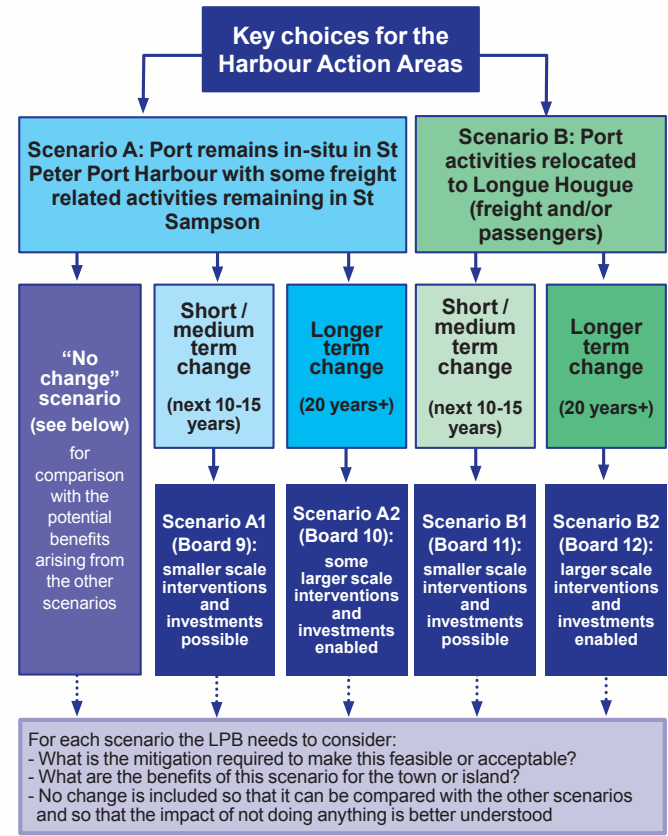 Key choices for the
Harbour Action Areas
Scenario A: Port remains in-situ in St
Peter Port Harbour with some freight
related activities remaining in St
Sampson
Scenario B: Port
activities relocated
to Longue Hougue
(freight and/or
passengers)
“No
change”
scenario
(see below)
for
comparison
with the
potential
benefits
arising from
the other
scenarios
Short /
medium
term
change
(next 10-15
years)
Longer
term
change
(20 years+)
Short /
medium
term
change
(next 10-15
years)
Longer
term
change
(20 years+)
Scenario A1
(Board 9):
smaller scale
interventions
and
investments
possible
Scenario A2
(Board 10):
some
larger scale
interventions
and
investments
enabled
Scenario B1
(Board 11):
smaller scale
interventions
and
investments
possible
Scenario B2
(Board 12):
larger scale
interventions
and
investments
enabled
For each scenario the LPB needs to consider:
- What is the mitigation required to make this feasible or acceptable?
- What are the benefits of this scenario for the town or island?
- No change is included so that it can be compared with the other scenarios
and so that the impact of not doing anything is better understood